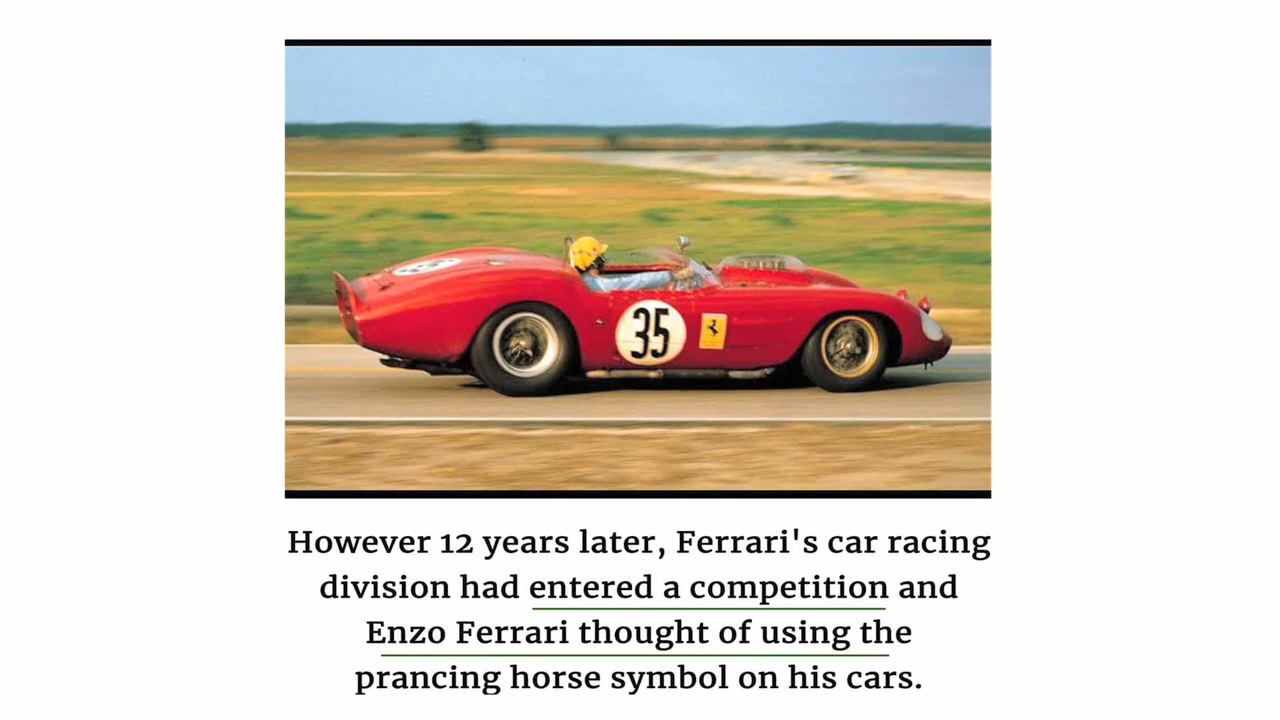 35
However 12 years later, Ferrari's car racing
division had entered a competition and
Enzo Ferrari thought of using the
prancing horse symbol on his cars.